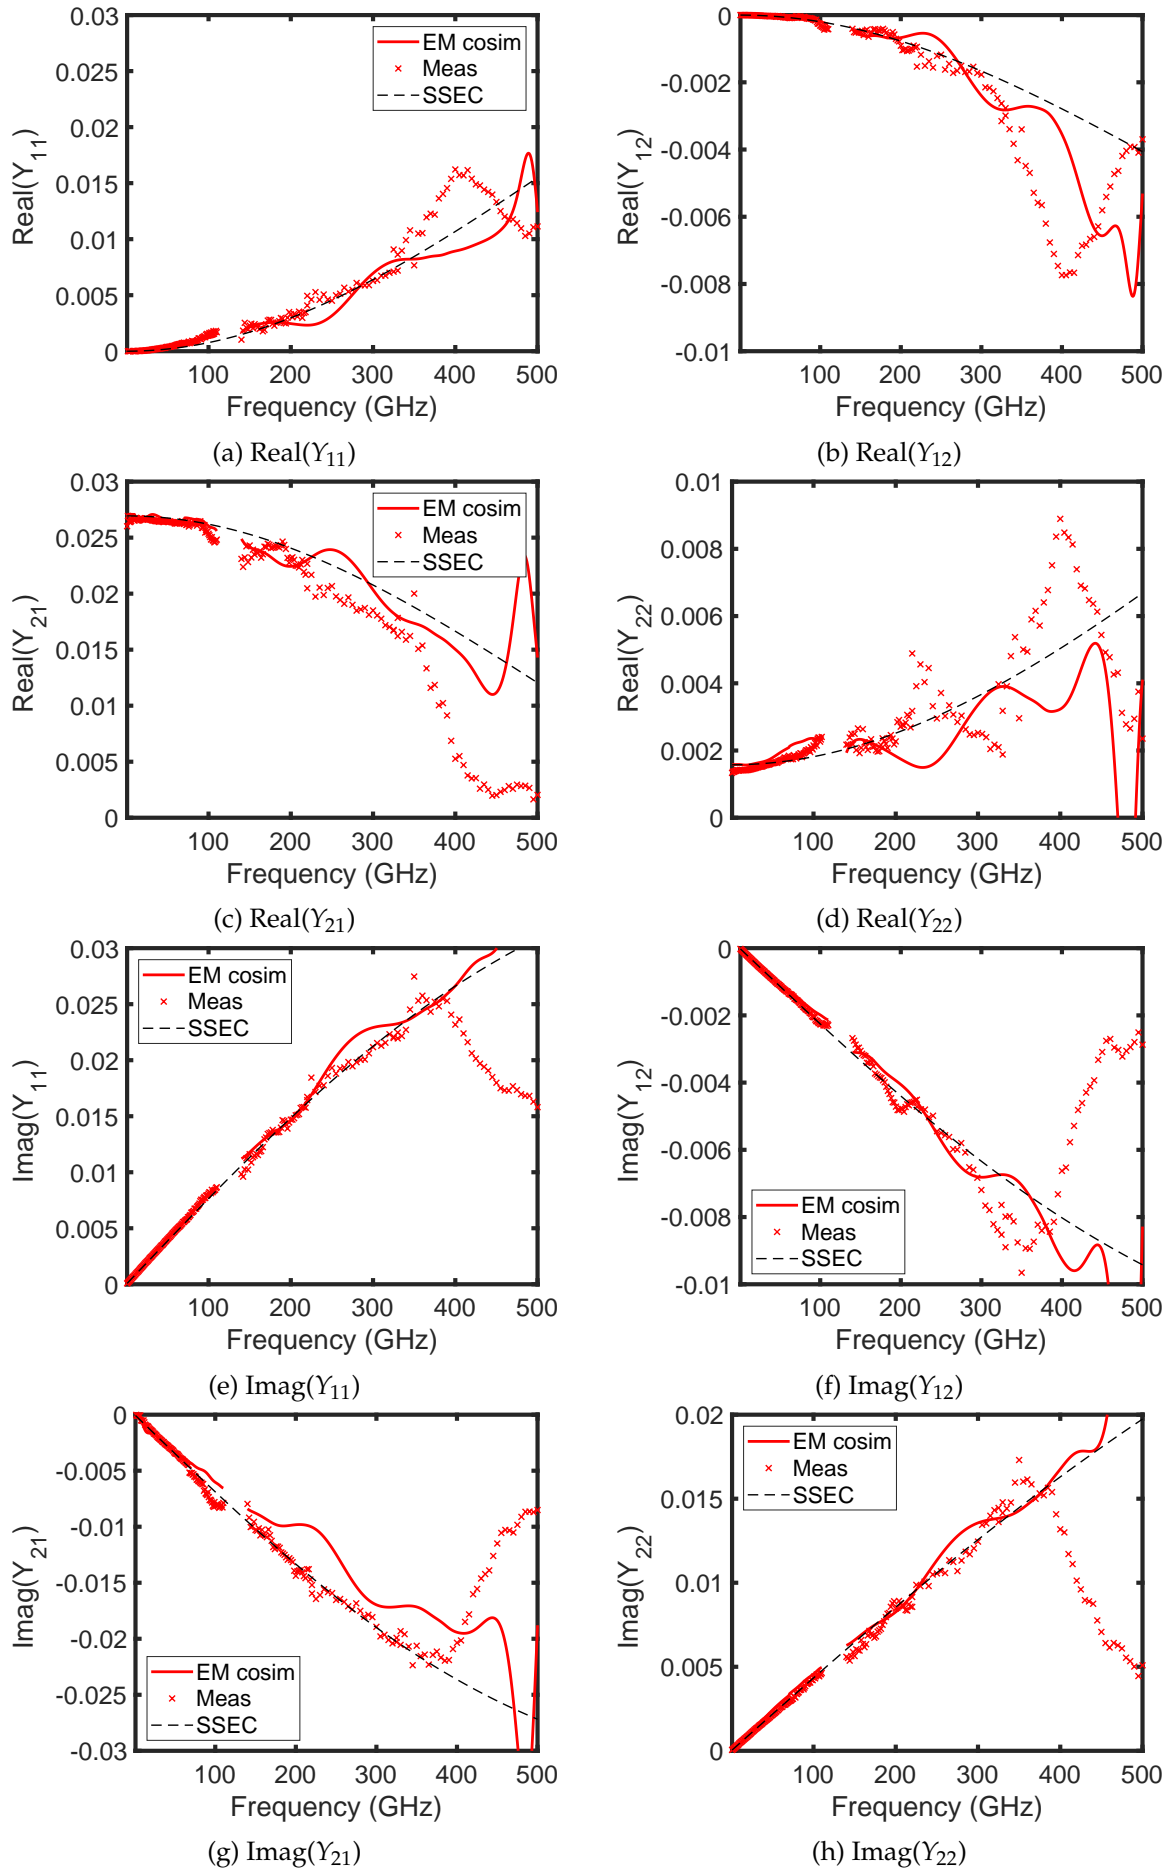 0.03
0.025
0.02
0.015
0.01
0.005
0
Real(Y11)
EM cosim
Meas
SSEC
100 200 300 400 500
Frequency (GHz)
(a) Real(Y11)
0
-0.002
-0.004
-0.006
-0.008
-0.01
Real(Y12)
100 200 300 400 500
Frequency (GHz)
(b) Real(Y12)
0.03
0.025
0.02
0.015
0.01
0.005
0
Real(Y21)
EM cosim
Meas
SSEC
100 200 300 400 500
Frequency (GHz)
(c) Real(Y21)
0.01
0.008
0.006
0.004
0.002
0
Real(Y22)
100 200 300 400 500
Frequency (GHz)
(d) Real(Y22)
0.03
0.025
0.02
0.015
0.01
0.005
0
Imag(Y11)
EM cosim
Meas
SSEC
100 200 300 400 500
Frequency (GHz)
(e) Imag(Y11)
0
-0.002
-0.004
-0.006
-0.008
-0.01
Imag(Y12)
EM cosim
Meas
SSEC
100 200 300 400 500
Frequency (GHz)
(f) Imag(Y12)
0
-0.005
-0.01
-0.015
-0.02
-0.025
-0.03
Imag(Y21)
EM cosim
Meas
SSEC
100 200 300 400 500
Frequency (GHz)
(g) Imag(Y21)
0.02
0.015
0.01
0.005
0
Imag(Y22)
EM cosim
Meas
SSEC
100 200 300 400 500
Frequency (GHz)
(h) Imag(Y22)